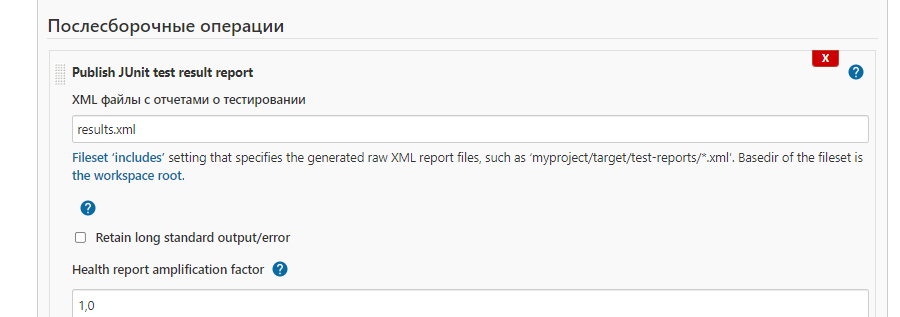 Послесборочные операции
X
Publish JUnit test result report
?
XML файлы с отчетами о тестировании
results.xml
Fileset ‘includes’ setting that specifies the generated raw XML report files, such as ‘myproject/target/test-reports/*.xml’. Basedir of the fileset is
the workspace root.
?
Retain long standard output/error
Health report amplification factor ?
1,0